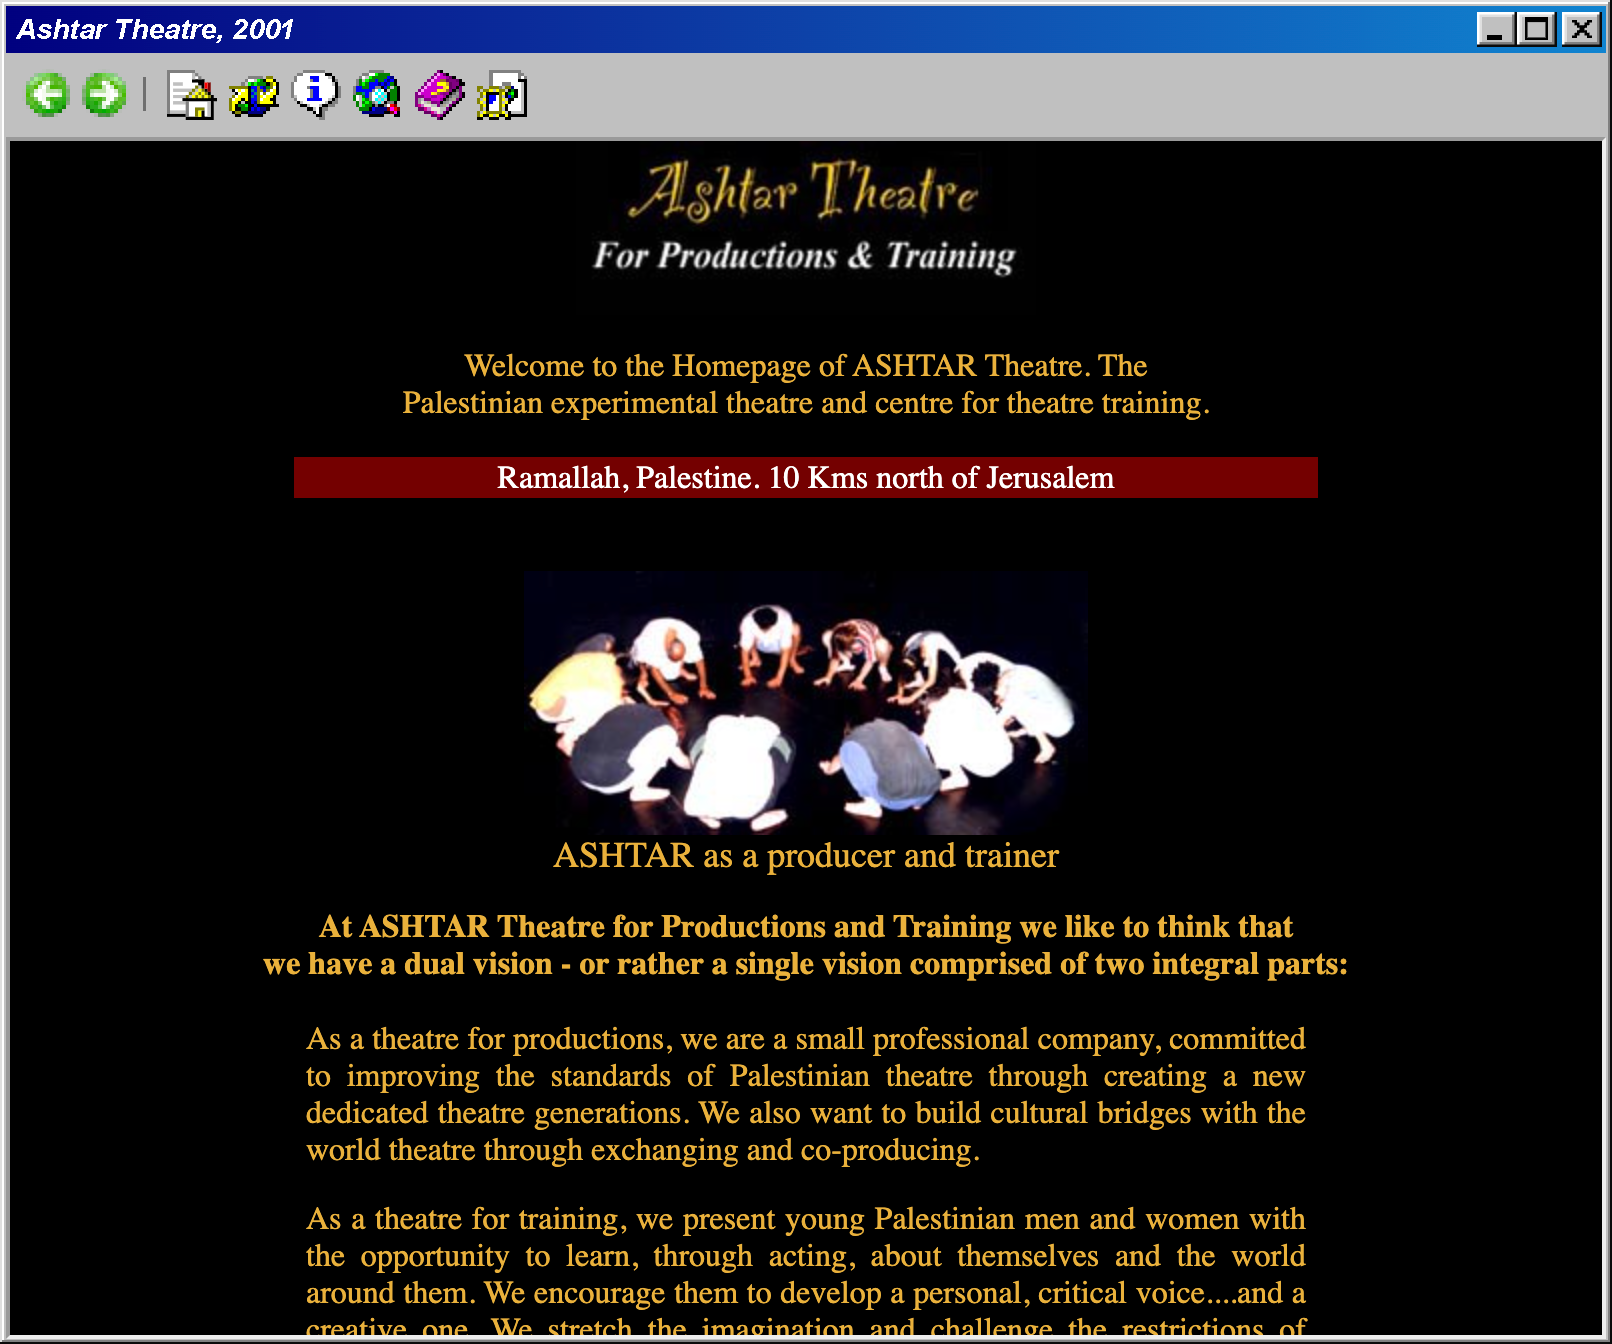 Ashtar Theatre, 2001
Ashtar Theatre
For Productions & Training
Welcome to the Homepage of ASHTAR Theatre. The
Palestinian experimental theatre and centre for theatre training.
Ramallah, Palestine. 10 Kms north of Jerusalem
ASHTAR as a producer and trainer
At ASHTAR Theatre for Productions and Training we like to think that
we have a dual vision - or rather a single vision comprised of two integral parts:
As a theatre for productions, we are a small professional company, committed
to improving the standards of Palestinian theatre through creating a new
dedicated theatre generations. We also want to build cultural bridges with the
world theatre through exchanging and co-producing.
As a theatre for training, we present young Palestinian men and women with
the opportunity to learn, through acting, about themselves and the world
around them. We encourage them to develop a personal, critical voice....and a
creative one. We stretch the imagination and challenge the restrictions of